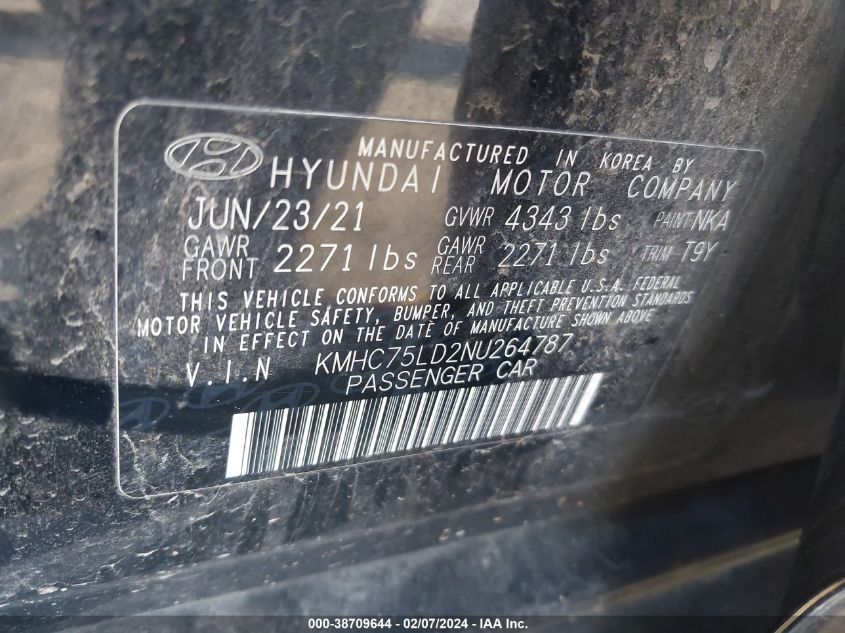 MANUFACTURED IN KOREA BY
HYUNDAI MOTOR COMPANY
JUN/23/21 GVWR 4343 lbs PAINT NKA
GAWR FRONT 2271 lbs GAWR REAR 2271 lbs TRIM T9Y
THIS VEHICLE CONFORMS TO ALL APPLICABLE U.S.A. FEDERAL
MOTOR VEHICLE SAFETY, BUMPER, AND THEFT PREVENTION STANDARDS
IN EFFECT ON THE DATE OF MANUFACTURE SHOWN ABOVE
V.I.N KMHC75LD2NU264787
PASSENGER CAR
000-38709644 - 02/07/2024 - IAA Inc.